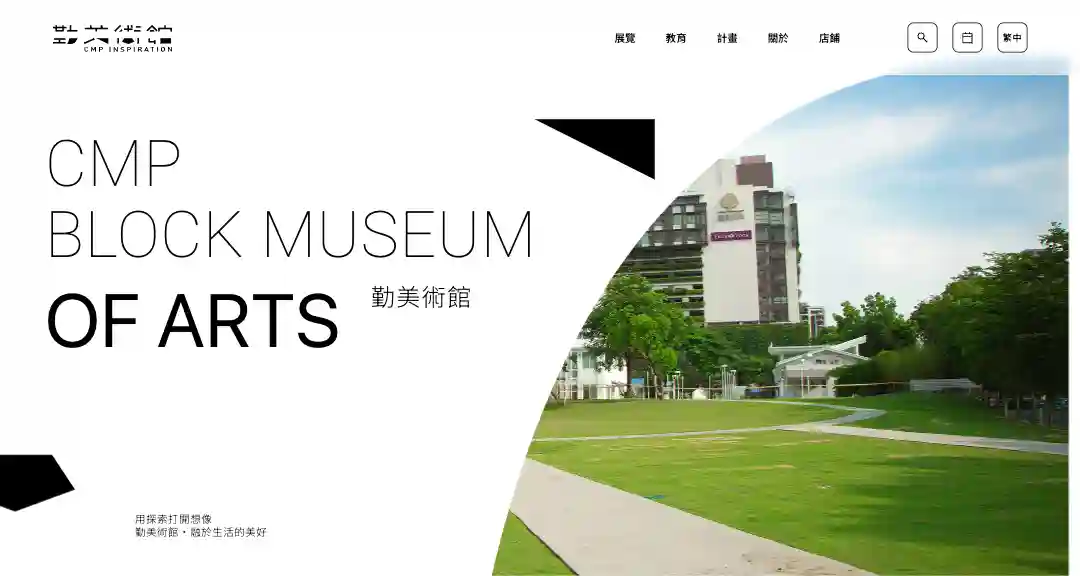 勤美術館
CMP INSPIRATION
展覽
教育
計畫
關於
店鋪
繁中
CMP
BLOCK MUSEUM
OF ARTS
勤美術館
用探索打開想像
勤美術館・融於生活的美好